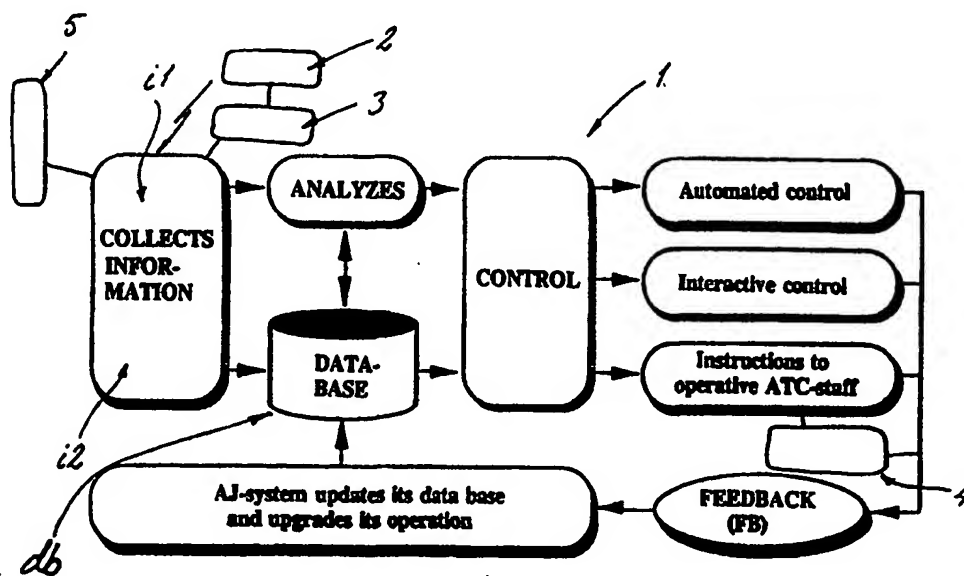 5
i1
2
3
1.
COLLECTS
INFOR-
MATION
ANALYZES
CONTROL
Automated control
Interactive control
DATA-
BASE
Instructions to
operative ATC-staff
i2
db
AJ-system updates its data base
and upgrades its operation
FEEDBACK
(FB)
4